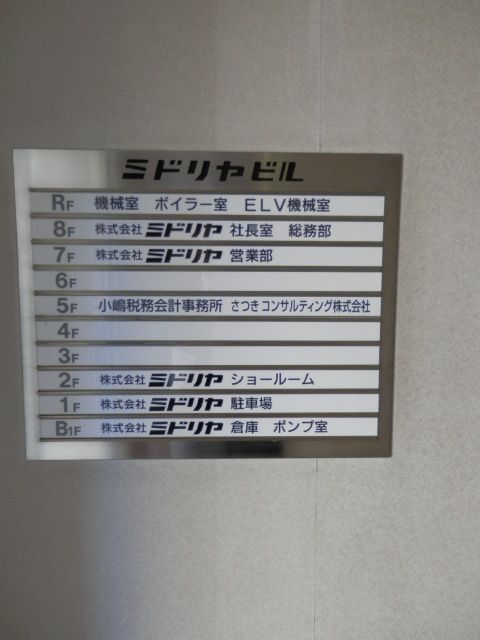 ミドリヤビル
RF 機械室 ボイラー室 ELV機械室
8F 株式会社 ミドリヤ 社長室 総務部
7F 株式会社 ミドリヤ 営業部
6F
5F 小嶋税務会計事務所 さつきコンサルティング株式会社
4F
3F
2F 株式会社 ミドリヤ ショールーム
1F 株式会社 ミドリヤ 駐車場
B1F 株式会社 ミドリヤ 倉庫 ポンプ室